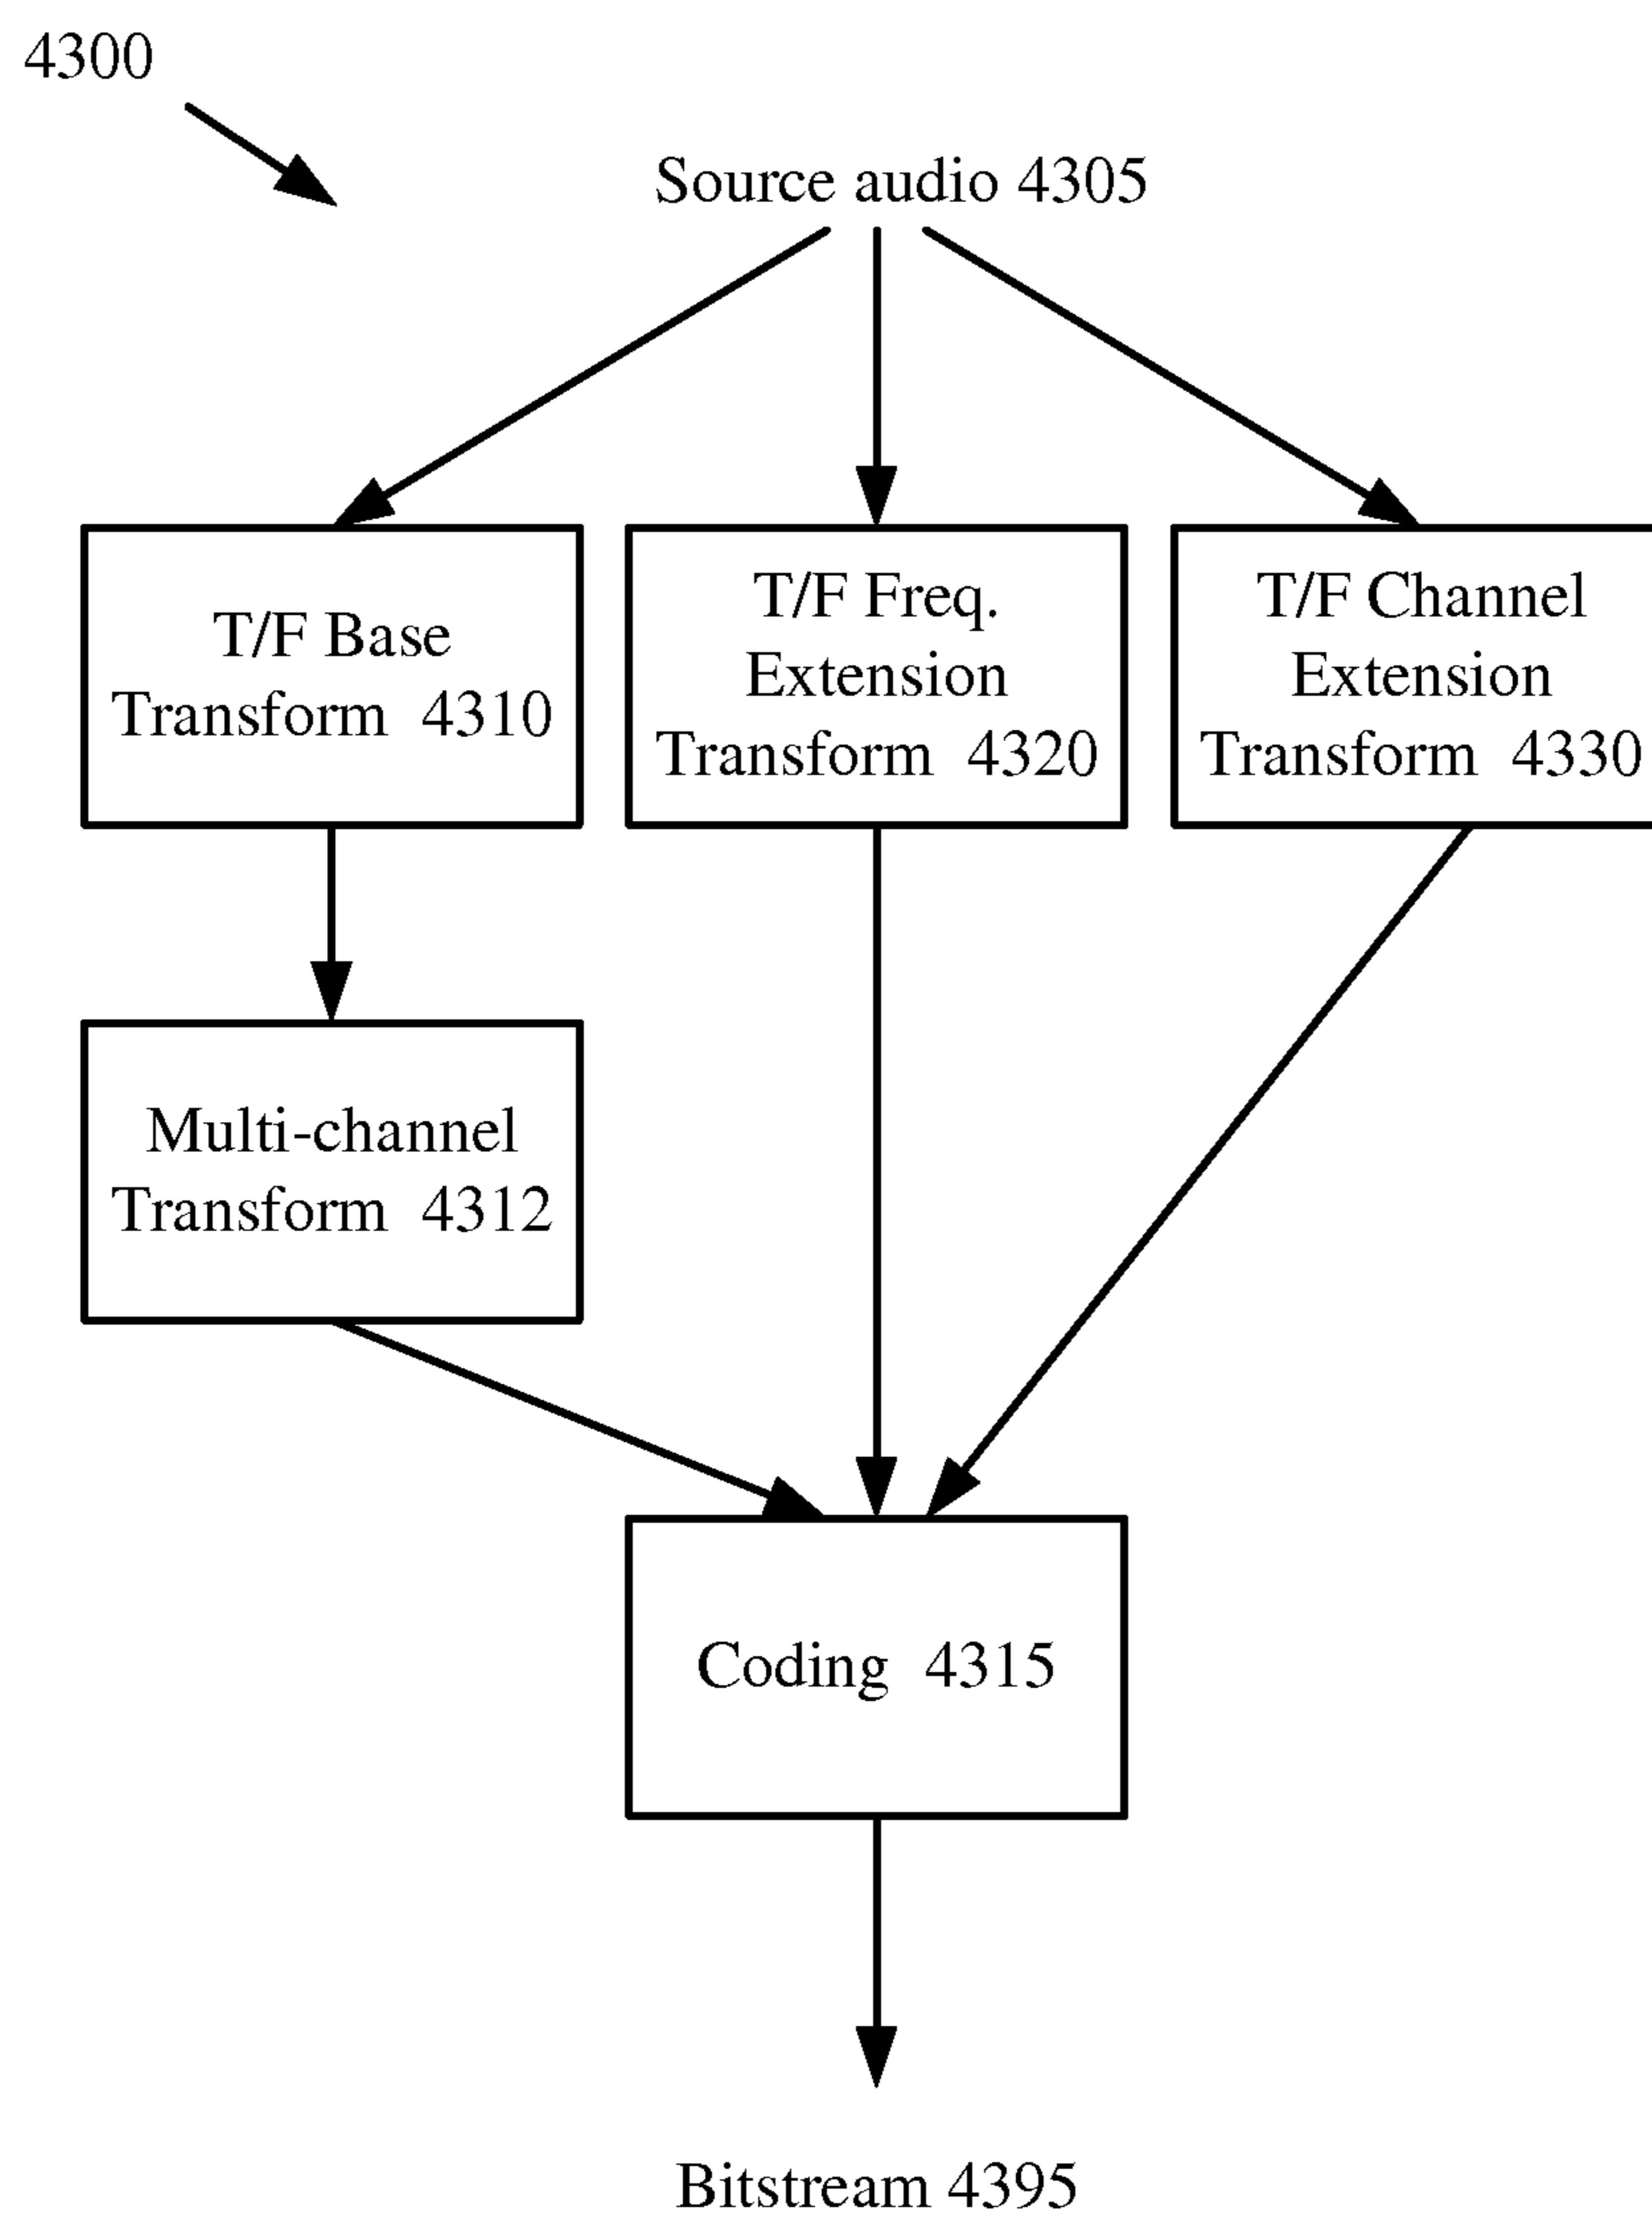 4300
Source audio 4305
T/F Base
Transform 4310
T/F Freq.
Extension
Transform 4320
T/F Channel
Extension
Transform 4330
Multi-channel
Transform 4312
Coding 4315
Bitstream 4395